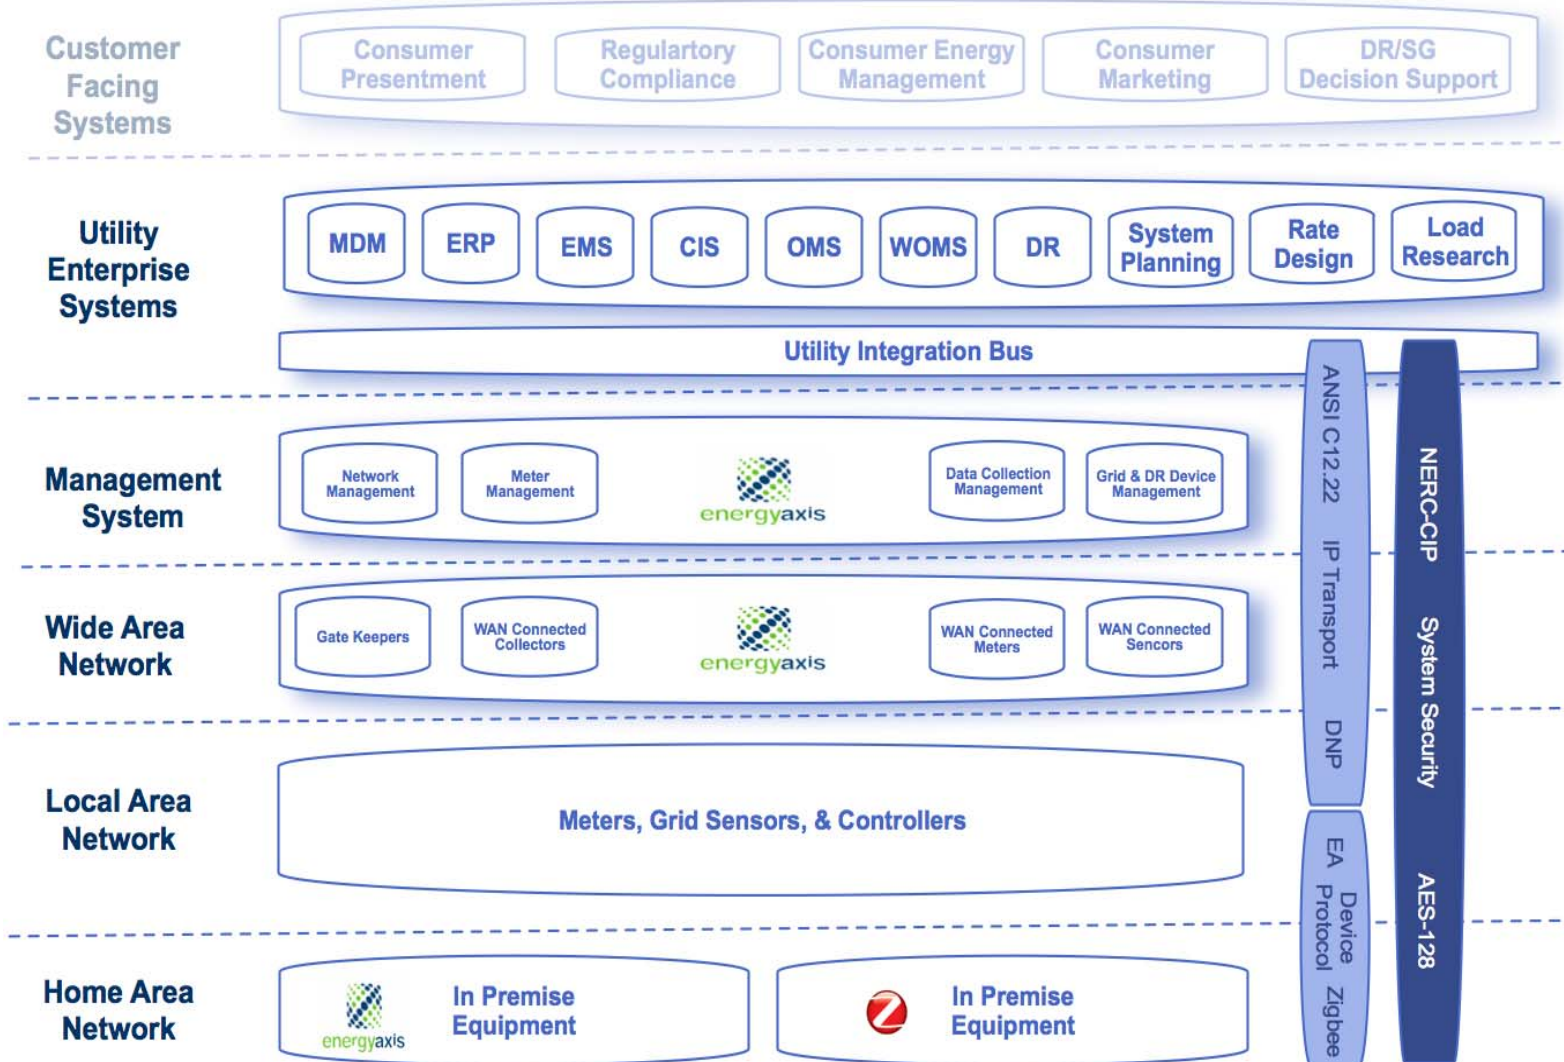 Customer
Facing
Systems
Consumer
Presentment
Regulartory
Compliance
Consumer Energy
Management
Consumer
Marketing
DR/SG
Decision Support
Utility
Enterprise
Systems
MDM
ERP
EMS
CIS
OMS
WOMS
DR
System
Planning
Rate
Design
Load
Research
Utility Integration Bus
Management
System
Network
Management
Meter
Management
energyaxis
Data Collection
Management
Grid & DR Device
Management
Wide Area
Network
Gate Keepers
WAN Connected
Collectors
energyaxis
WAN Connected
Meters
WAN Connected
Sencors
Local Area
Network
Meters, Grid Sensors, & Controllers
Home Area
Network
energyaxis
In Premise
Equipment
Z
In Premise
Equipment
ANSI C12.22 IP Transport DNP
EA Device
Protocol Zigbee
NERC-CIP System Security AES-128